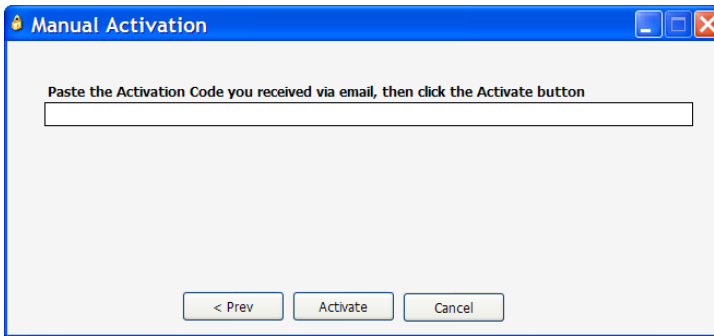 Manual Activation
Paste the Activation Code you received via email, then click the Activate button
< Prev
Activate
Cancel